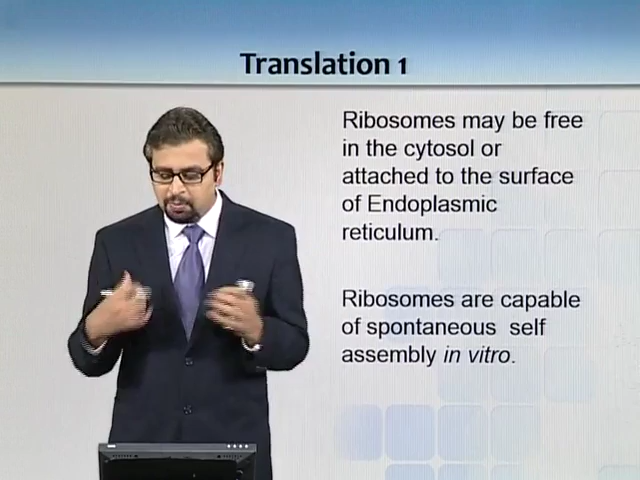 Translation 1
Ribosomes may be free
in the cytosol or
attached to the surface
of Endoplasmic
reticulum.
Ribosomes are capable
of spontaneous self
assembly in vitro.